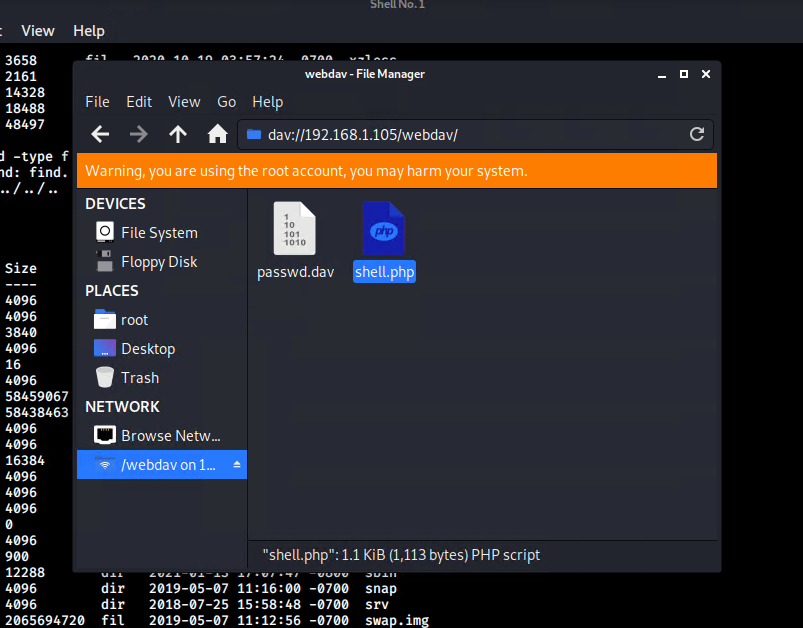 Shell No. 1
View Help
3658 fil 2020-10-19 03:57:24 -0700 xzless
2161
14328
18488
48497
d -type f
nd: find.
../../..
Size
----
4096
4096
3840
4096
16
4096
58459067
58438463
4096
4096
16384
4096
4096
4096
0
4096
900
12288 dir 2021-01-15 17:07:47 -0800 sbin
4096 dir 2019-05-07 11:16:00 -0700 snap
4096 dir 2018-07-25 15:58:48 -0700 srv
2065694720 fil 2019-05-07 11:12:56 -0700 swap.img
webdav - File Manager
File Edit View Go Help
dav://192.168.1.105/webdav/
Warning, you are using the root account, you may harm your system.
DEVICES
File System
Floppy Disk
PLACES
root
Desktop
Trash
NETWORK
Browse Netw...
/webdav on 1...
1
10
101
1010
passwd.dav
php
shell.php
"shell.php": 1.1 KiB (1,113 bytes) PHP script